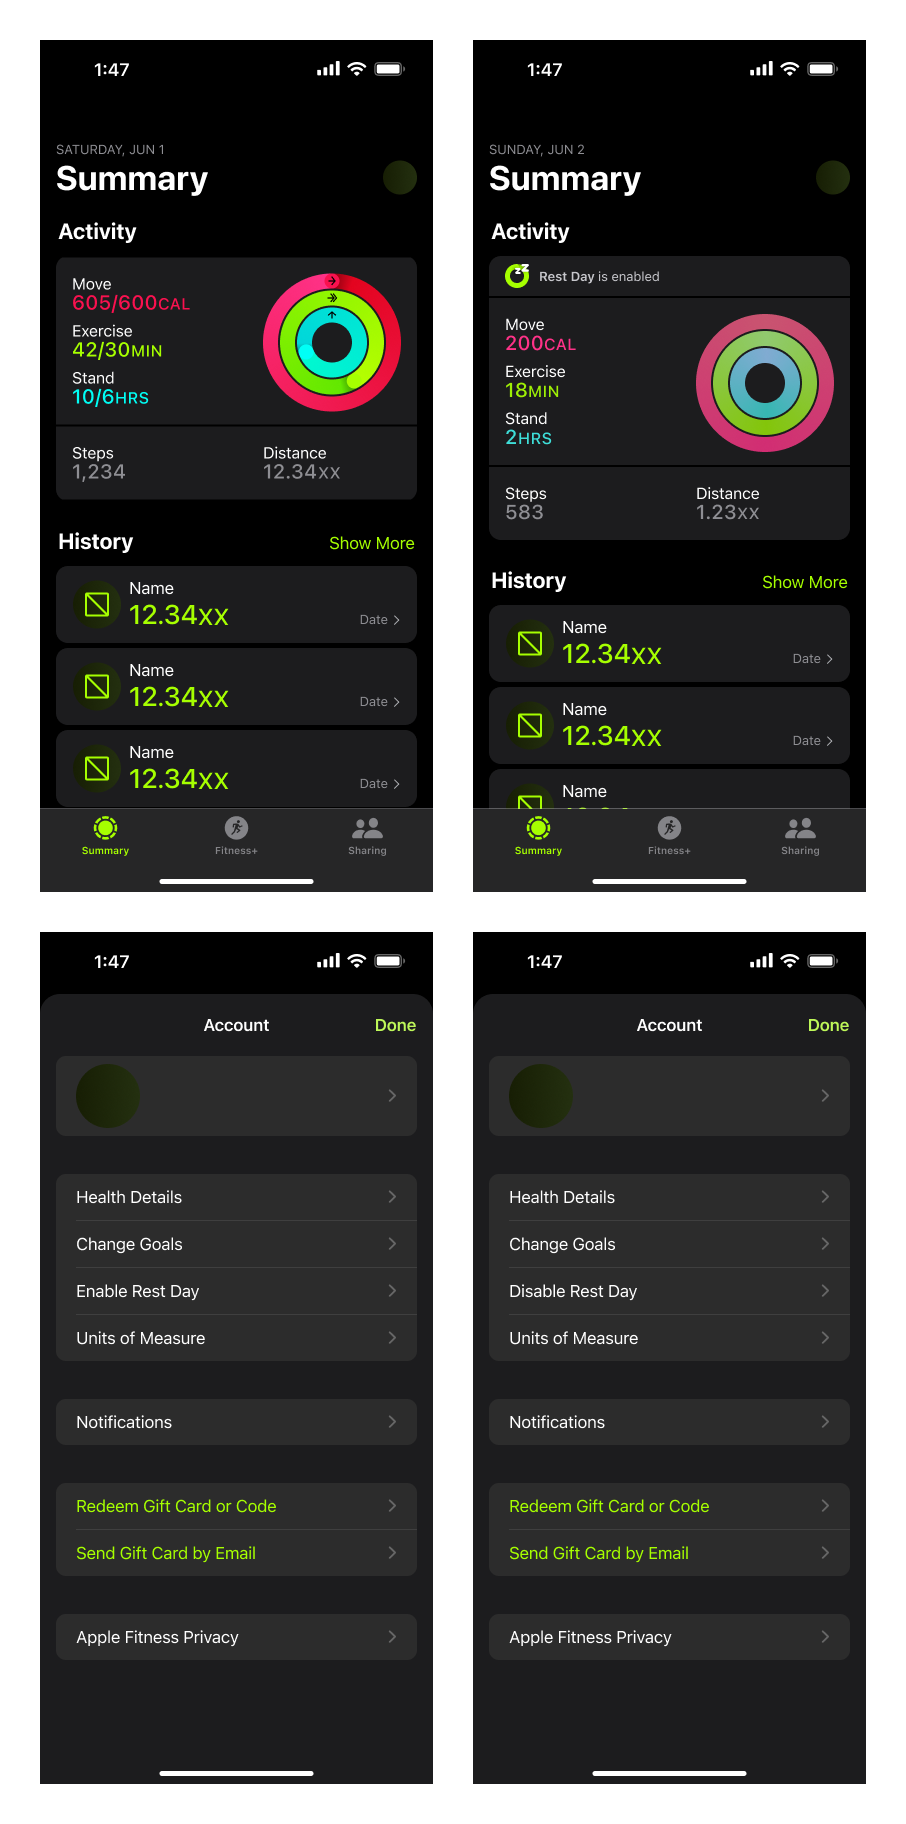 1:47
SATURDAY, JUN 1
Summary
Activity
Move
605/600CAL
Exercise
42/30MIN
Stand
10/6HRS
Steps
Distance
1,234
12.34xx
History
Show More
Name
12.34xx
Date
Name
12.34xx
Date
Name
12.34xx
Date
Summary
Fitness+
Sharing
1:47
SUNDAY, JUN 2
Summary
Activity
Rest Day is enabled
Move
200CAL
Exercise
18MIN
Stand
2HRS
Steps
Distance
583
1.23xx
History
Show More
Name
12.34xx
Date
Name
12.34xx
Date
Name
Summary
Fitness+
Sharing
1:47
Account
Done
Health Details
Change Goals
Enable Rest Day
Units of Measure
Notifications
Redeem Gift Card or Code
Send Gift Card by Email
Apple Fitness Privacy
1:47
Account
Done
Health Details
Change Goals
Disable Rest Day
Units of Measure
Notifications
Redeem Gift Card or Code
Send Gift Card by Email
Apple Fitness Privacy